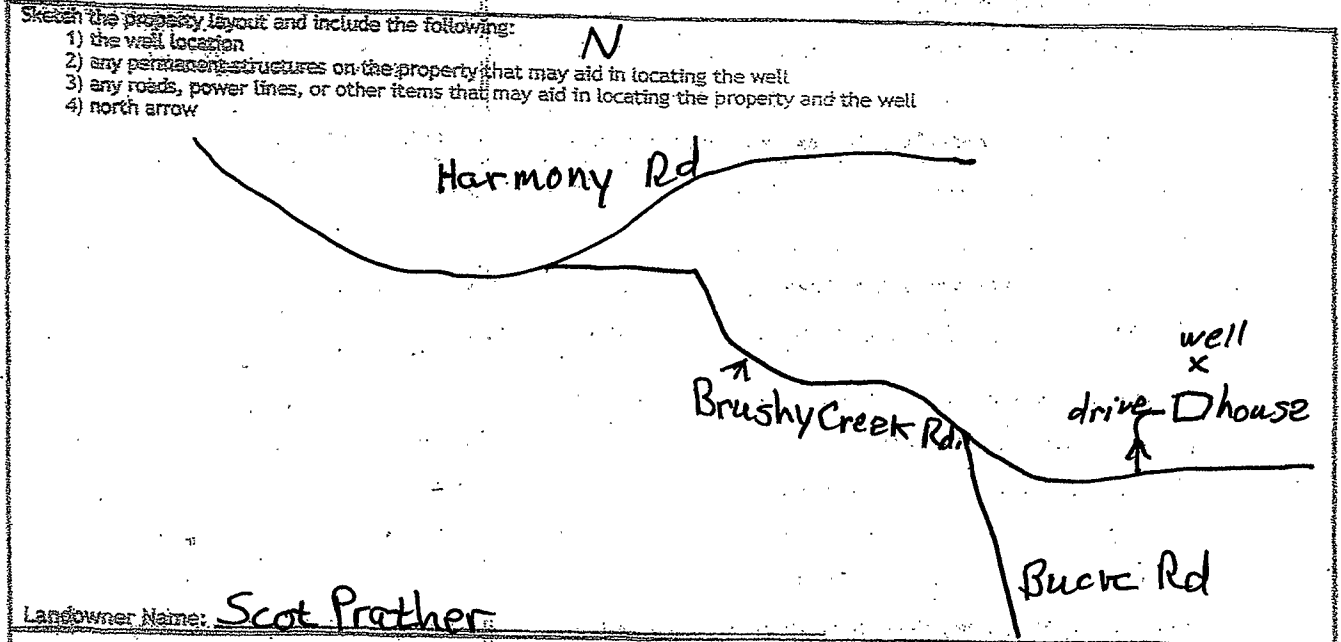 Sketch the property layout and include the following:
1) the well location
N
2) any permanent structures on the property that may aid in locating the well
3) any roads, power lines, or other items that may aid in locating the property and the well
4) north arrow
Harmony Rd
well
x
Brushy Creek Rd.
drive house
Rd
Landowner Name: Scot Prather